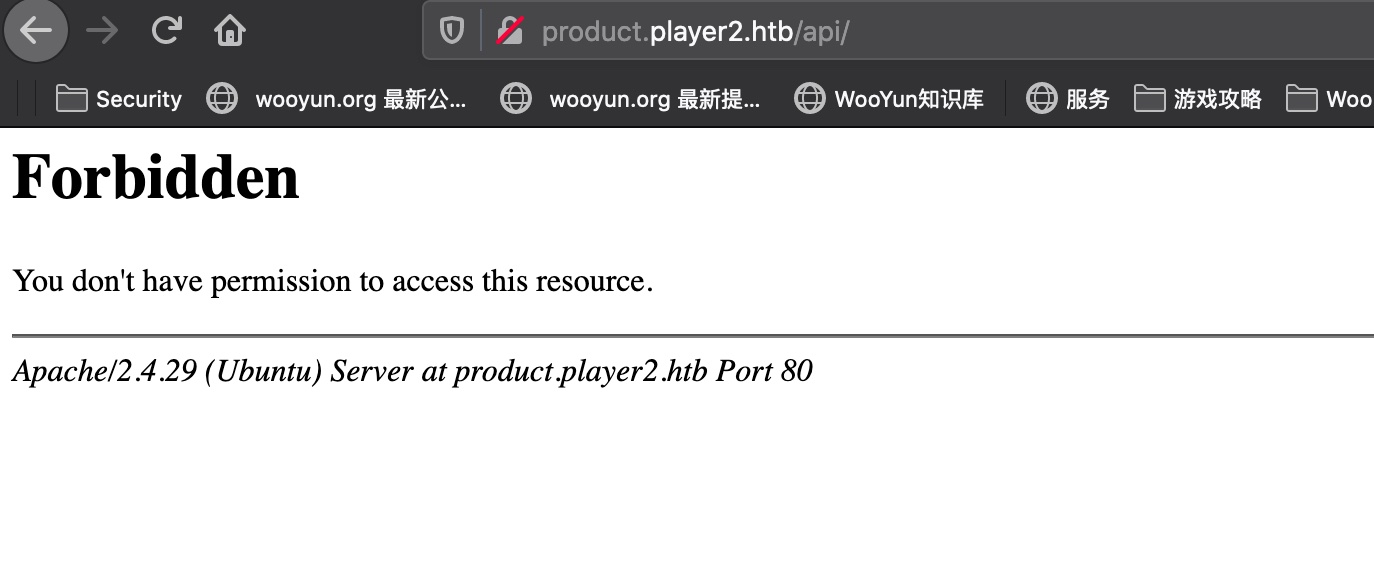 product.player2.htb/api/
Security wooyun.org 最新公... wooyun.org 最新提... WooYun知识库 服务 游戏攻略 Woo
Forbidden
You don't have permission to access this resource.
Apache/2.4.29 (Ubuntu) Server at product.player2.htb Port 80